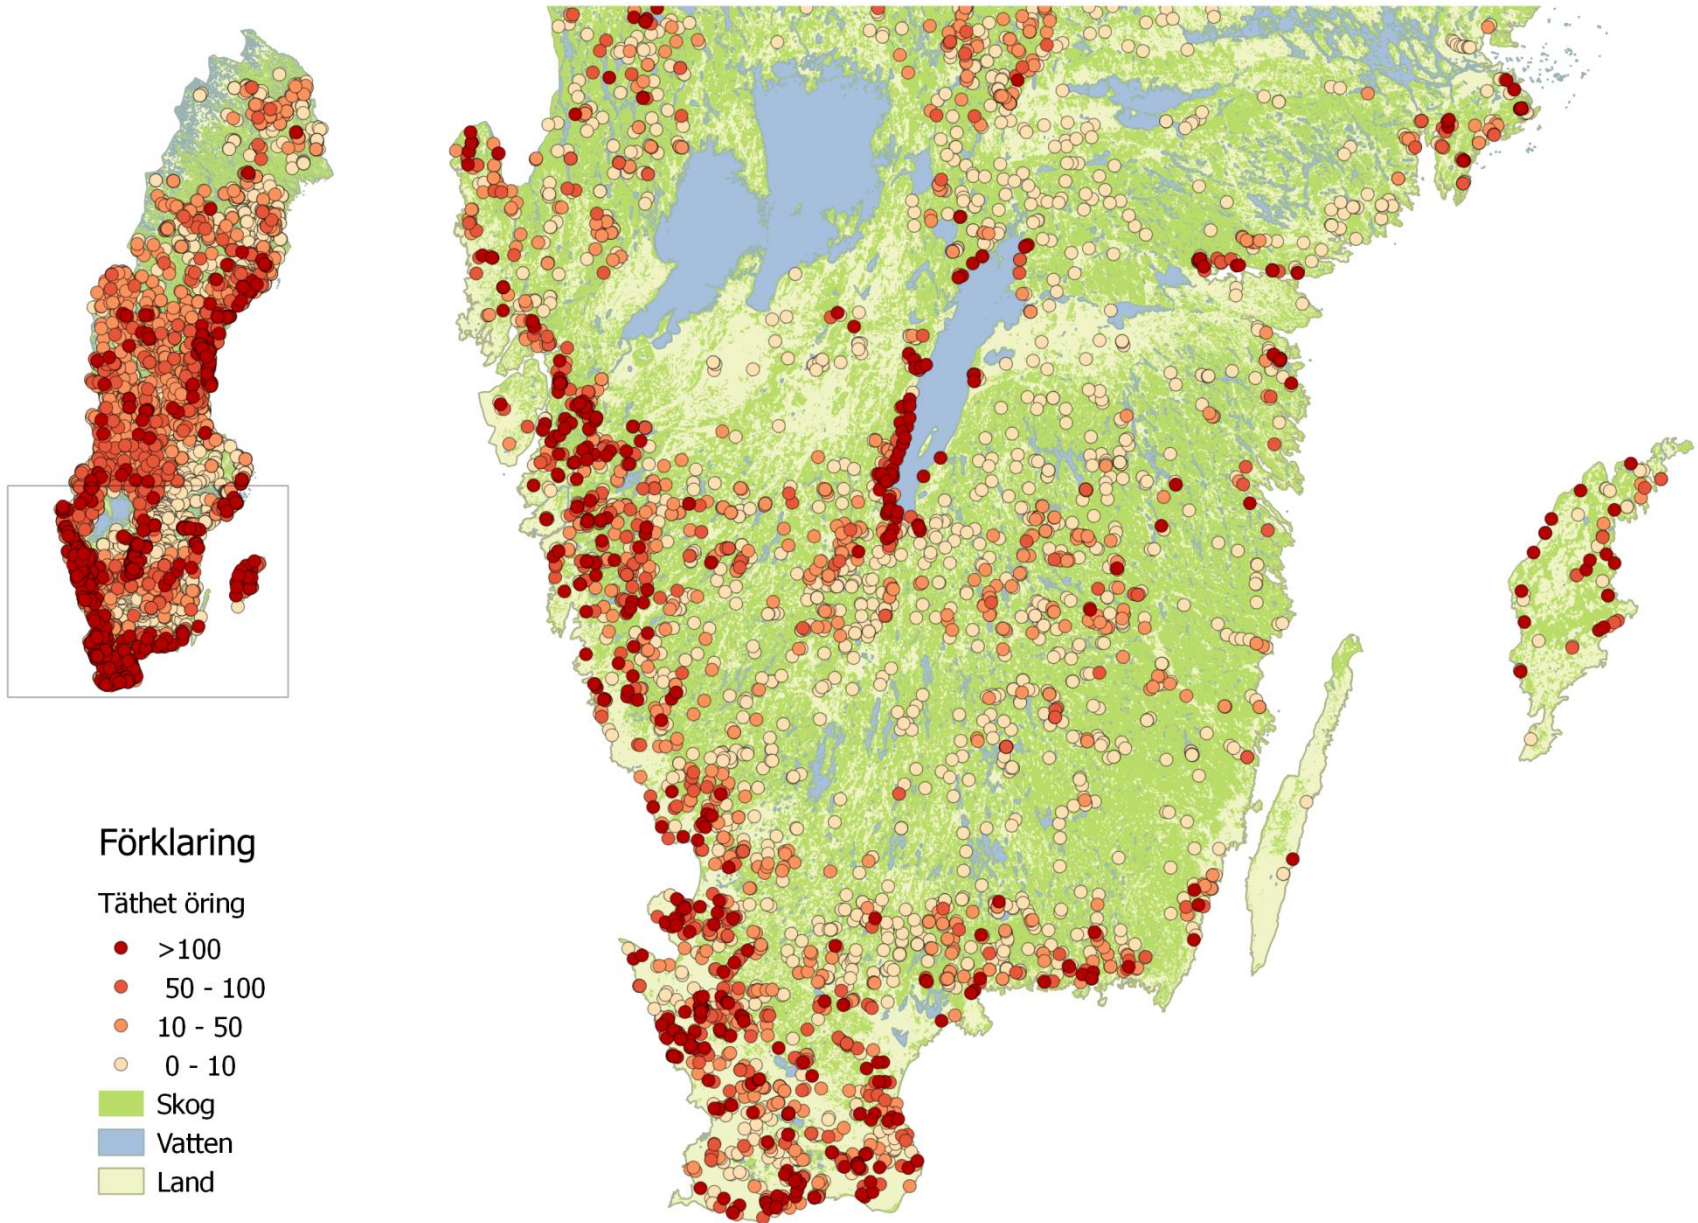 Förklaring
Täthet öring
>100
50 - 100
10 - 50
0 - 10
Skog
Vatten
Land